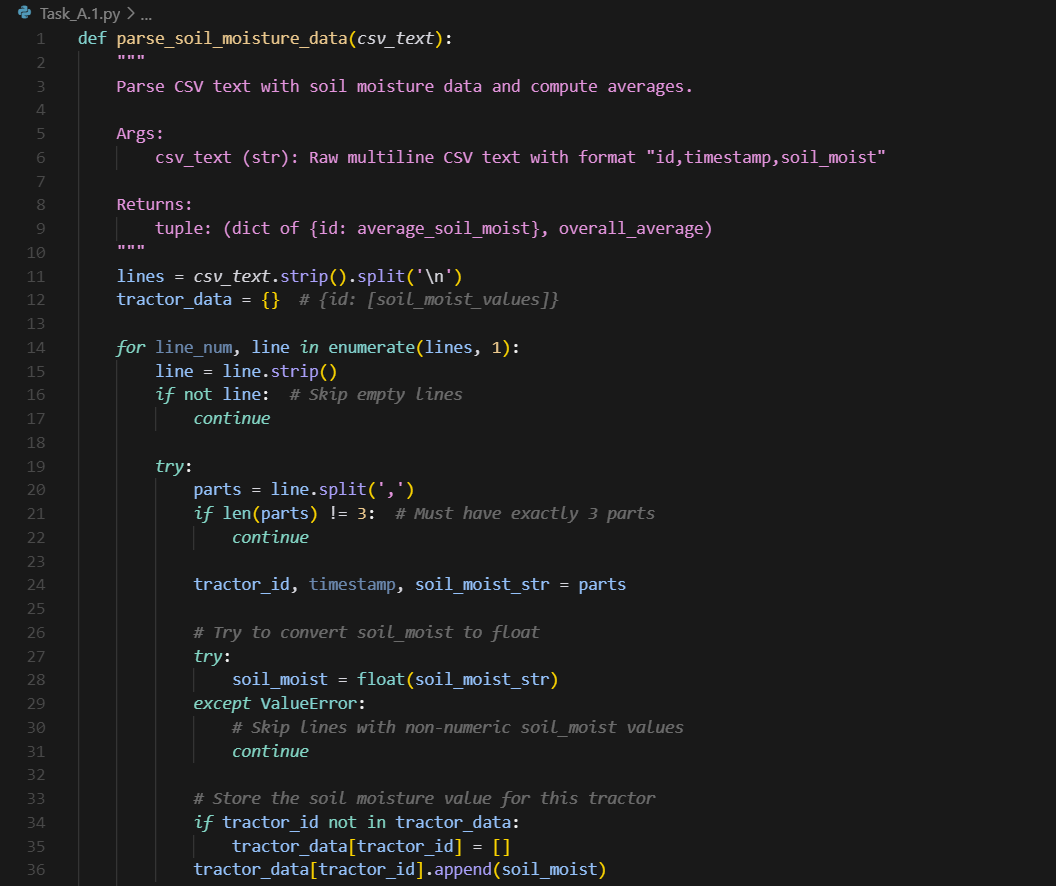 Task_A.1.py > ...
1 def parse_soil_moisture_data(csv_text):
2     """
3     Parse CSV text with soil moisture data and compute averages.
4
5     Args:
6         csv_text (str): Raw multiline CSV text with format "id,timestamp,soil_moist"
7
8     Returns:
9         tuple: (dict of {id: average_soil_moist}, overall_average)
10     """
11     lines = csv_text.strip().split('\n')
12     tractor_data = {}  # {id: [soil_moist_values]}
13
14     for line_num, line in enumerate(lines, 1):
15         line = line.strip()
16         if not line:  # Skip empty lines
17             continue
18
19         try:
20             parts = line.split(',')
21             if len(parts) != 3:  # Must have exactly 3 parts
22                 continue
23
24             tractor_id, timestamp, soil_moist_str = parts
25
26             # Try to convert soil_moist to float
27             try:
28                 soil_moist = float(soil_moist_str)
29             except ValueError:
30                 # Skip lines with non-numeric soil_moist values
31                 continue
32
33             # Store the soil moisture value for this tractor
34             if tractor_id not in tractor_data:
35                 tractor_data[tractor_id] = []
36             tractor_data[tractor_id].append(soil_moist)